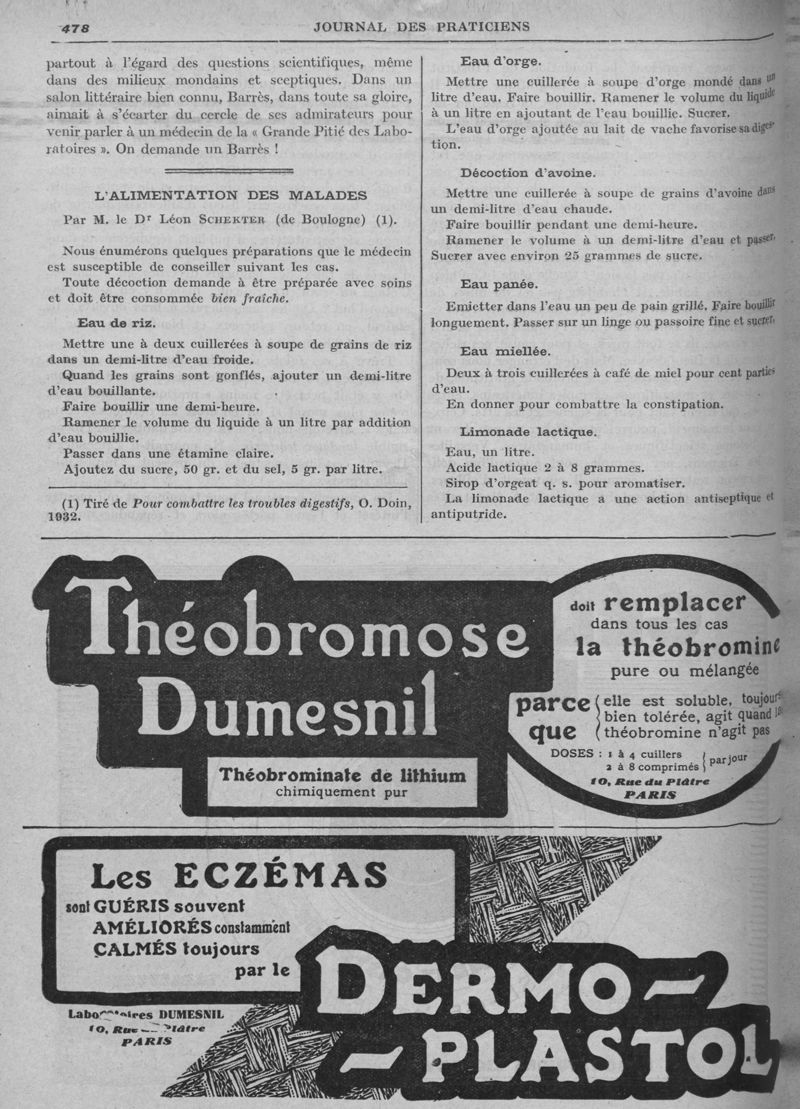 478
JOURNAL DES PRATICIENS
partout à l'égard des questions scientifiques, même
dans des milieux mondains et sceptiques. Dans un
salon littéraire bien connu, Barrès, dans toute sa gloire,
aimait à s'écarter du cercle de ses admirateurs pour
venir parler à un médecin de la « Grande Pitié des Labo-
ratoires ». On demande un Barrès !
L'ALIMENTATION DES MALADES
Par M. le Dr Léon SCHEKTER (de Boulogne) (1).
Nous énumérons quelques préparations que le médecin
est susceptible de conseiller suivant les cas.
Toute décoction demande à être préparée avec soins
et doit être consommée bien fraîche.
Eau de riz.
Mettre une à deux cuillerées à soupe de grains de riz
dans un demi-litre d'eau froide.
Quand les grains sont gonflés, ajouter un demi-litre
d'eau bouillante.
Faire bouillir une demi-heure.
Ramener le volume du liquide à un litre par addition
d'eau bouillie.
Passer dans une étamine claire.
Ajoutez du sucre, 50 gr. et du sel, 5 gr. par litre.
(1) Tiré de Pour combattre les troubles digestifs, O. Doin,
1932.
Eau d'orge.
Mettre une cuillerée à soupe d'orge mondé dans un
litre d'eau. Faire bouillir. Ramener le volume du liquide
à un litre en ajoutant de l'eau bouillie. Sucrer.
L'eau d'orge ajoutée au lait de vache favorise sa diges-
tion.
Décoction d'avoine.
Mettre une cuillerée à soupe de grains d'avoine dans
un demi-litre d'eau chaude.
Faire bouillir pendant une demi-heure.
Ramener le volume à un demi-litre d'eau et passer.
Sucrer avec environ 25 grammes de sucre.
Eau panée.
Emietter dans l'eau un peu de pain grillé. Faire bouillir
longuement. Passer sur un linge ou passoire fine et sucrer.
Eau miellée.
Deux à trois cuillerées à café de miel pour cent parties
d'eau.
En donner pour combattre la constipation.
Limonade lactique.
Eau, un litre.
Acide lactique 2 à 8 grammes.
Sirop d'orgeat q. s. pour aromatiser.
La limonade lactique a une action antiseptique et
antiputride.
Théobromose
Dumesnil
Théobrominate de lithium
chimiquement pur
doit remplacer
dans tous les cas
la théobromine
pure ou mélangée
parce que
elle est soluble, toujours
bien tolérée, agit quand la
théobromine n'agit pas
DOSES : 1 à 4 cuillers
2 à 8 comprimés
par jour
10, Rue du Plâtre
PARIS
Les ECZÉMAS
sont GUÉRIS souvent
AMÉLIORÉS constamment
CALMÉS toujours
par le
DERMO-
-PLASTOL
Laboratoires DUMESNIL
10, Rue Plâtre
PARIS